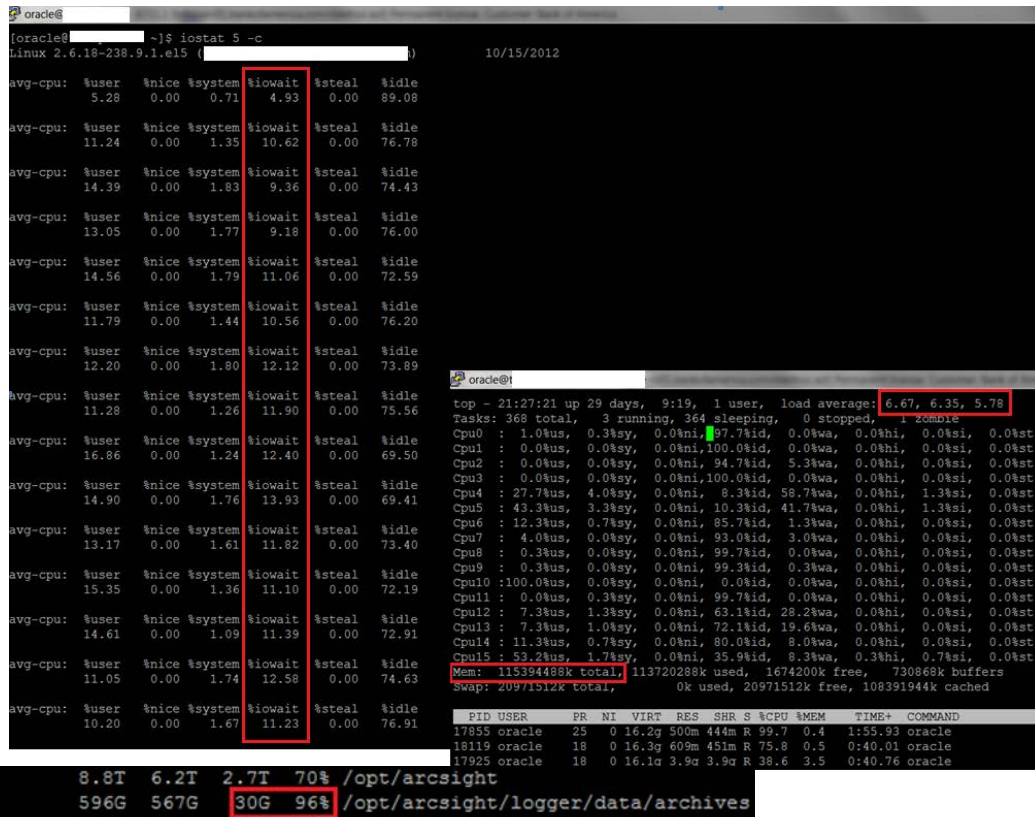 oracle@
[oracle@ ~]$ iostat 5 -c
Linux 2.6.18-238.9.1.el5 ( ) 10/15/2012
avg-cpu: %user %nice %system %iowait %steal %idle
5.28 0.00 0.71 4.93 0.00 89.08
avg-cpu: %user %nice %system %iowait %steal %idle
11.24 0.00 1.35 10.62 0.00 76.78
avg-cpu: %user %nice %system %iowait %steal %idle
14.39 0.00 1.83 9.36 0.00 74.43
avg-cpu: %user %nice %system %iowait %steal %idle
13.05 0.00 1.77 9.18 0.00 76.00
avg-cpu: %user %nice %system %iowait %steal %idle
14.56 0.00 1.79 11.06 0.00 72.59
avg-cpu: %user %nice %system %iowait %steal %idle
11.79 0.00 1.44 10.56 0.00 76.20
avg-cpu: %user %nice %system %iowait %steal %idle
12.20 0.00 1.80 12.12 0.00 73.89
avg-cpu: %user %nice %system %iowait %steal %idle
11.28 0.00 1.26 11.90 0.00 75.56
avg-cpu: %user %nice %system %iowait %steal %idle
16.86 0.00 1.24 12.40 0.00 69.50
avg-cpu: %user %nice %system %iowait %steal %idle
14.90 0.00 1.76 13.93 0.00 69.41
avg-cpu: %user %nice %system %iowait %steal %idle
13.17 0.00 1.61 11.82 0.00 73.40
avg-cpu: %user %nice %system %iowait %steal %idle
15.35 0.00 1.36 11.10 0.00 72.19
avg-cpu: %user %nice %system %iowait %steal %idle
14.61 0.00 1.09 11.39 0.00 72.91
avg-cpu: %user %nice %system %iowait %steal %idle
11.05 0.00 1.74 12.58 0.00 74.63
avg-cpu: %user %nice %system %iowait %steal %idle
10.20 0.00 1.67 11.23 0.00 76.91
oracle@t
top - 21:27:21 up 29 days, 9:19, 1 user, load average: 6.67, 6.35, 5.78
Tasks: 368 total, 3 running, 364 sleeping, 0 stopped, 1 zombie
Cpu0 : 1.0%us, 0.3%sy, 0.0%ni, 97.7%id, 0.0%wa, 0.0%hi, 0.0%si, 0.0%st
Cpu1 : 0.0%us, 0.0%sy, 0.0%ni,100.0%id, 0.0%wa, 0.0%hi, 0.0%si, 0.0%st
Cpu2 : 0.0%us, 0.0%sy, 0.0%ni, 94.7%id, 5.3%wa, 0.0%hi, 0.0%si, 0.0%st
Cpu3 : 0.0%us, 0.0%sy, 0.0%ni,100.0%id, 0.0%wa, 0.0%hi, 0.0%si, 0.0%st
Cpu4 : 27.7%us, 4.0%sy, 0.0%ni, 8.3%id, 58.7%wa, 0.0%hi, 1.3%si, 0.0%st
Cpu5 : 43.3%us, 3.3%sy, 0.0%ni, 10.3%id, 41.7%wa, 0.0%hi, 1.3%si, 0.0%st
Cpu6 : 12.3%us, 0.7%sy, 0.0%ni, 85.7%id, 1.3%wa, 0.0%hi, 0.0%si, 0.0%st
Cpu7 : 4.0%us, 0.0%sy, 0.0%ni, 93.0%id, 3.0%wa, 0.0%hi, 0.0%si, 0.0%st
Cpu8 : 0.3%us, 0.0%sy, 0.0%ni, 99.7%id, 0.0%wa, 0.0%hi, 0.0%si, 0.0%st
Cpu9 : 0.3%us, 0.0%sy, 0.0%ni, 99.3%id, 0.3%wa, 0.0%hi, 0.0%si, 0.0%st
Cpu10 :100.0%us, 0.0%sy, 0.0%ni, 0.0%id, 0.0%wa, 0.0%hi, 0.0%si, 0.0%st
Cpu11 : 0.0%us, 0.3%sy, 0.0%ni, 99.7%id, 0.0%wa, 0.0%hi, 0.0%si, 0.0%st
Cpu12 : 7.3%us, 1.3%sy, 0.0%ni, 63.1%id, 28.2%wa, 0.0%hi, 0.0%si, 0.0%st
Cpu13 : 7.3%us, 1.0%sy, 0.0%ni, 72.1%id, 19.6%wa, 0.0%hi, 0.0%si, 0.0%st
Cpu14 : 11.3%us, 0.7%sy, 0.0%ni, 80.0%id, 8.0%wa, 0.0%hi, 0.0%si, 0.0%st
Cpu15 : 53.2%us, 1.7%sy, 0.0%ni, 35.9%id, 8.3%wa, 0.3%hi, 0.7%si, 0.0%st
Mem: 115394488k total, 113720288k used, 1674200k free, 730868k buffers
Swap: 20971512k total, 0k used, 20971512k free, 108391944k cached
PID USER PR NI VIRT RES SHR S %CPU %MEM TIME+ COMMAND
17855 oracle 25 0 16.2g 500m 444m R 99.7 0.4 1:55.93 oracle
18119 oracle 18 0 16.3g 609m 451m R 75.8 0.5 0:40.01 oracle
17925 oracle 18 0 16.1g 3.9g 3.9g R 38.6 3.5 0:40.76 oracle
8.8T 6.2T 2.7T 70% /opt/arcsight
596G 567G 30G 96% /opt/arcsight/logger/data/archives